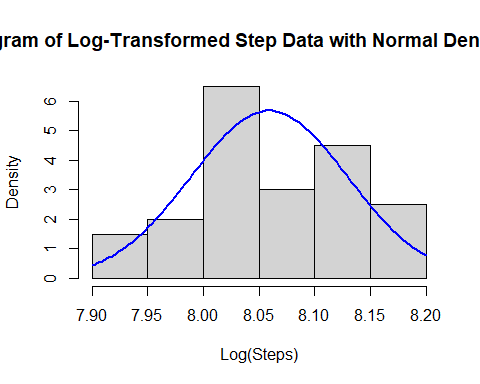 gram of Log-Transformed Step Data with Normal Den
Density
6
5
4
3
2
1
0
7.90 7.95 8.00 8.05 8.10 8.15 8.20
Log(Steps)